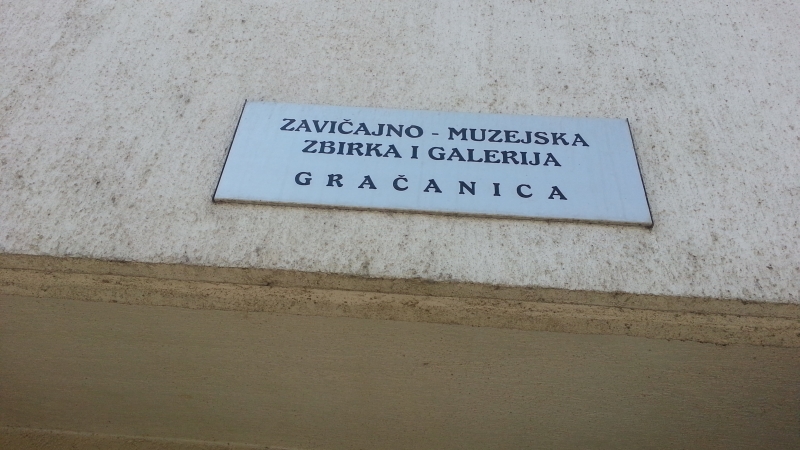 ZAVIČAJNO - MUZEJSKA
ZBIRKA I GALERIJA
GRAČANICA